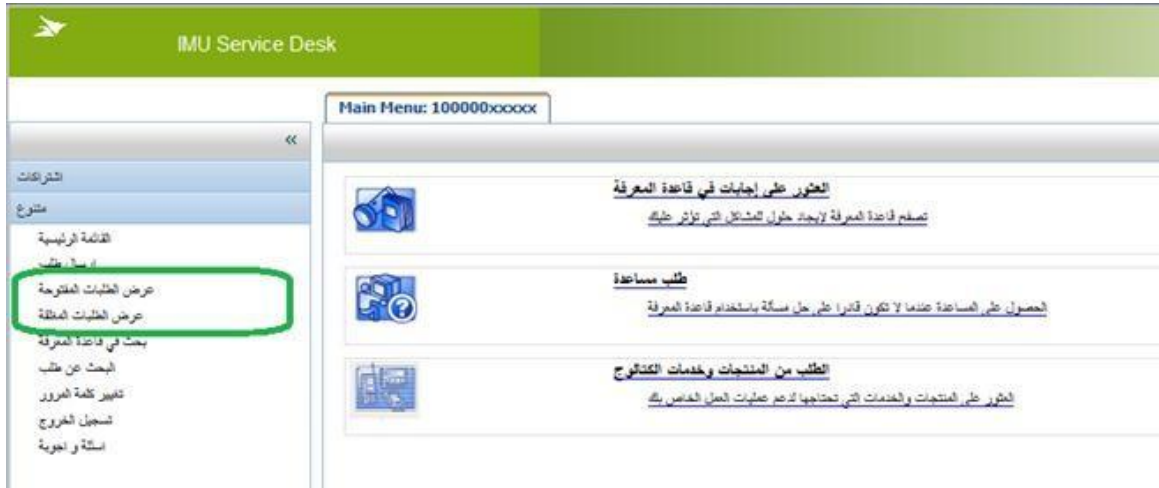 IMU Service Desk
Main Menu: 100000xxxxx
«
اشتراكات
متنوع
القائمة الرئيسية
ارسال طلب
عرض الطلبات المفتوحة
عرض الطلبات المغلقة
بحث في قاعدة المعرفة
البحث عن طلب
تغيير كلمة المرور
تسجيل الخروج
اسئلة و اجوبة
العثور على إجابات في قاعدة المعرفة
تصفح قاعدة المعرفة لإيجاد حلول للمشاكل التي تؤثر عليك
طلب مساعدة
الحصول على المساعدة عندما لا تكون قادرا على حل مسألة باستخدام قاعدة المعرفة
الطلب من المنتجات وخدمات الكتالوج
العثور على المنتجات والخدمات التي تحتاجها لدعم عمليات العمل الخاص بك